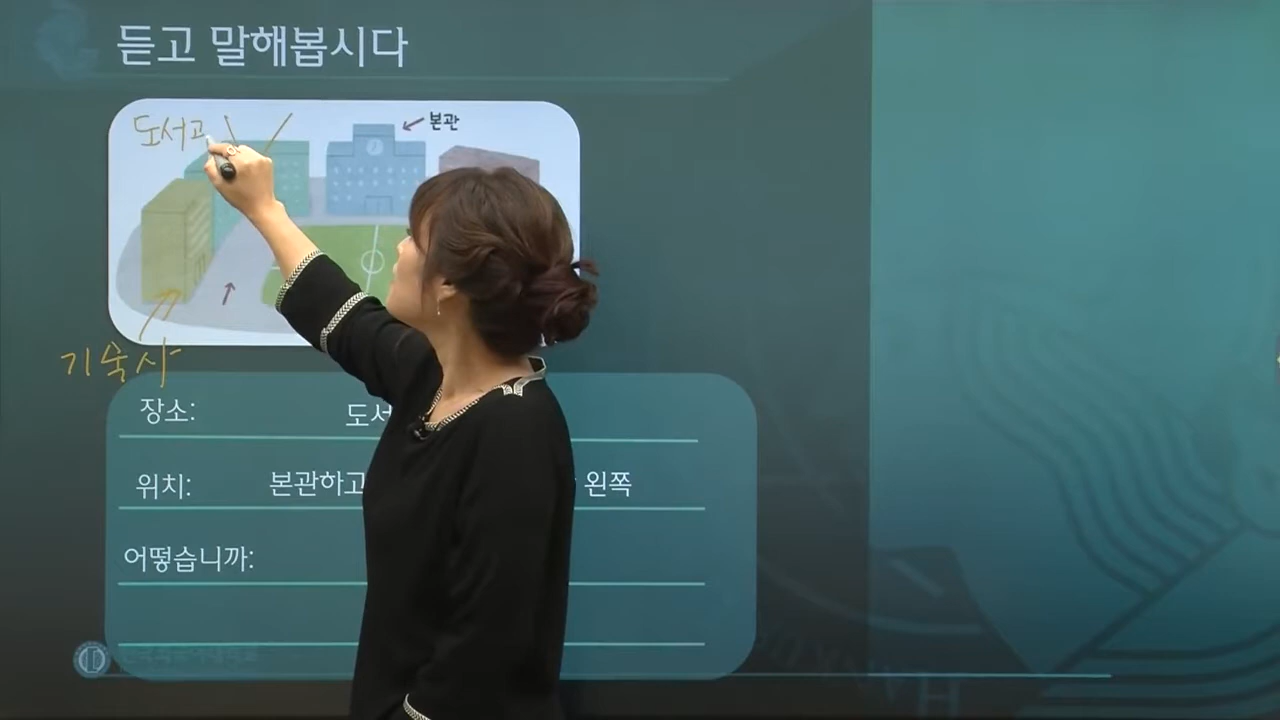 듣고 말해봅시다
도서고
본관
기숙사
장소: 도서
위치: 본관하고 왼쪽
어떻습니까: